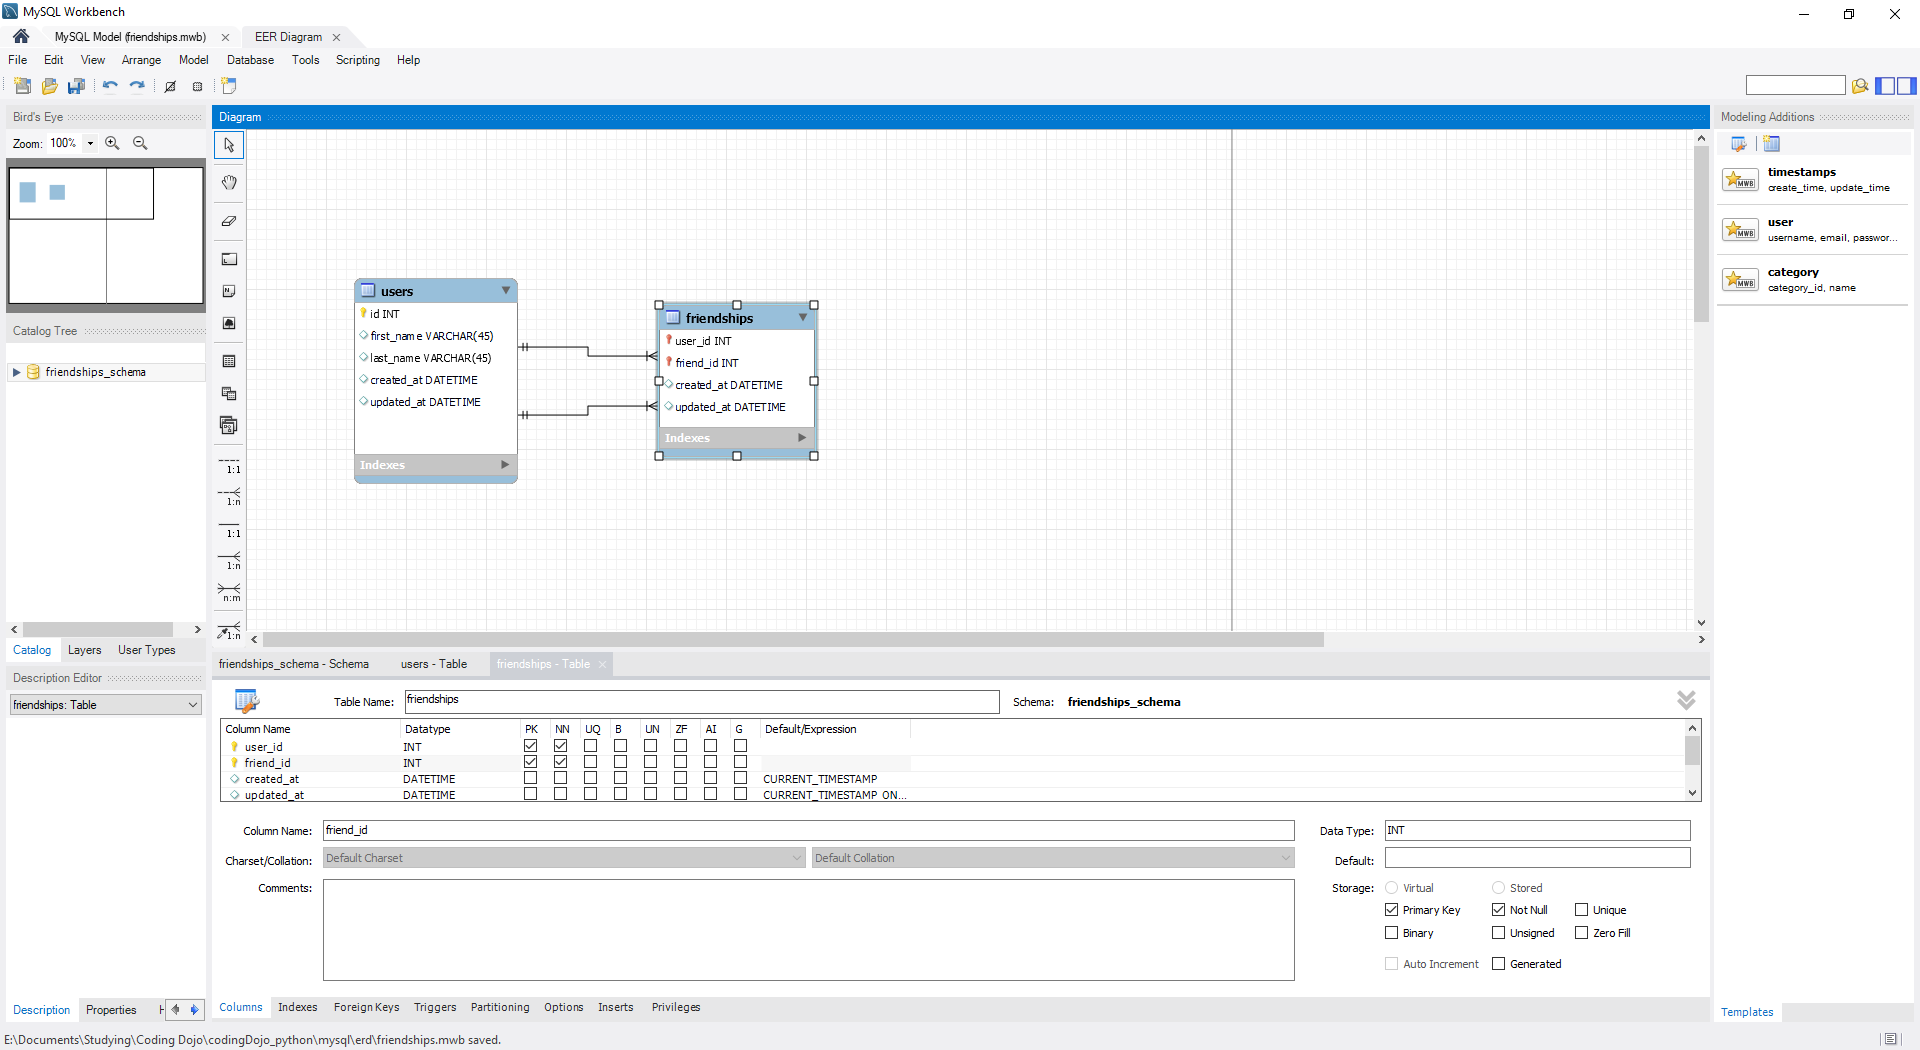 MySQL Workbench
MySQL Model (friendships.mwb)
EER Diagram
File Edit View Arrange Model Database Tools Scripting Help
Bird's Eye
Zoom: 100%
Catalog Tree
friendships_schema
Catalog Layers User Types
Description Editor
friendships: Table
Description Properties
Diagram
1:1
1:n
1:1
1:n
n:m
1:n
users
id INT
first_name VARCHAR(45)
last_name VARCHAR(45)
created_at DATETIME
updated_at DATETIME
Indexes
friendships
user_id INT
friend_id INT
created_at DATETIME
updated_at DATETIME
Indexes
Modeling Additions
timestamps
create_time, update_time
user
username, email, passwor...
category
category_id, name
Templates
friendships_schema - Schema users - Table friendships - Table
Table Name: friendships Schema: friendships_schema
Column Name Datatype PK NN UQ B UN ZF AI G Default/Expression
user_id INT
friend_id INT
created_at DATETIME CURRENT_TIMESTAMP
updated_at DATETIME CURRENT_TIMESTAMP ON...
Column Name: friend_id Data Type: INT
Charset/Collation: Default Charset Default Collation Default:
Comments: Storage: Virtual Stored
Primary Key Not Null Unique
Binary Unsigned Zero Fill
Auto Increment Generated
Columns Indexes Foreign Keys Triggers Partitioning Options Inserts Privileges
E:\Documents\Studying\Coding Dojo\codingDojo_python\mysql\erd\friendships.mwb saved.